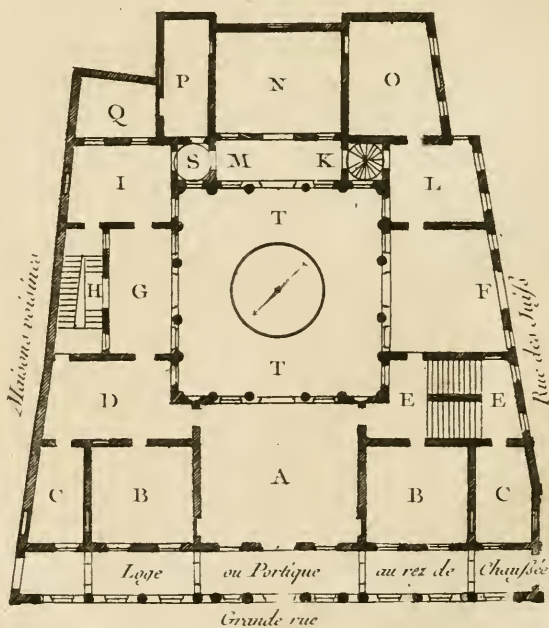 P N O
Q
S M K
I L
T
H G F
T
D E E
A
C B B C
Maisons voisines
Rue des Juifs
Loge ou Portique au rez de Chaussée
Grande rue